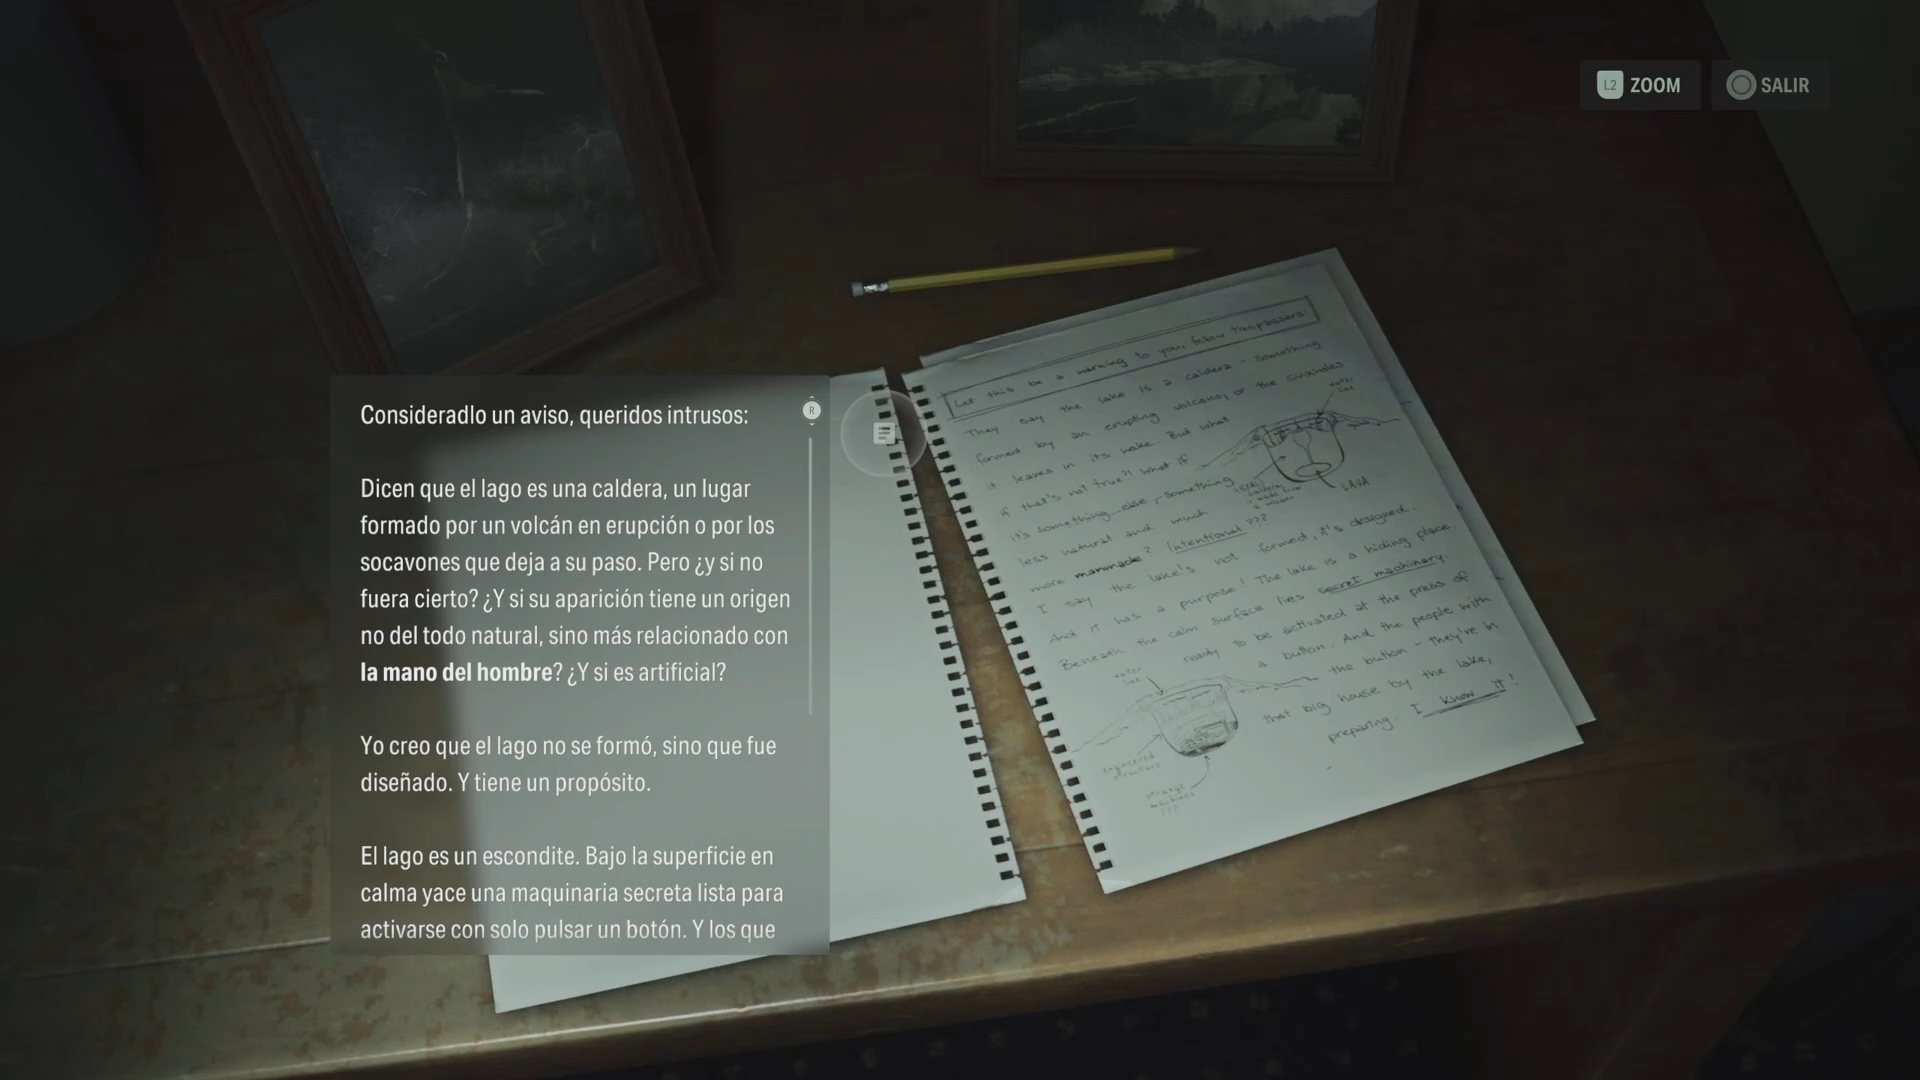 L2 ZOOM
SALIR
Consideradlo un aviso, queridos intrusos:
R
Dicen que el lago es una caldera, un lugar
formado por un volcán en erupción o por los
socavones que deja a su paso. Pero ¿y si no
fuera cierto? ¿Y si su aparición tiene un origen
no del todo natural, sino más relacionado con
la mano del hombre? ¿Y si es artificial?
Yo creo que el lago no se formó, sino que fue
diseñado. Y tiene un propósito.
El lago es un escondite. Bajo la superficie en
calma yace una maquinaria secreta lista para
activarse con solo pulsar un botón. Y los que
Let this be a warning to you, fellow trespassers:
They say the lake is a caldera - something
formed by an erupting volcano, or the sinkholes
it leaves in its wake. But what
if that's not true?! What if
it's something...else, something
less natural and much
more manmade? Intentional???
I say the lake's not formed, it's designed.
And it has a purpose! The lake is a hiding place.
Beneath the calm surface lies secret machinery,
ready to be activated at the press of
a button. And the people with
the button - they're in
that big house by the lake,
preparing. I know it!
water
line
LAVA
water
line
engineered
structure
strange
machines
???